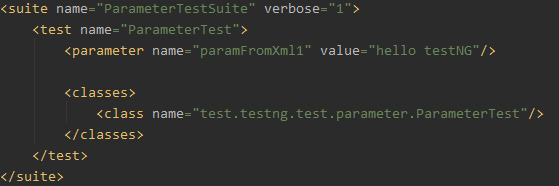 <suite name="ParameterTestSuite" verbose="1">
    <test name="ParameterTest">
        <parameter name="paramFromXml1" value="hello testNG"/>

        <classes>
            <class name="test.testng.test.parameter.ParameterTest"/>
        </classes>
    </test>
</suite>